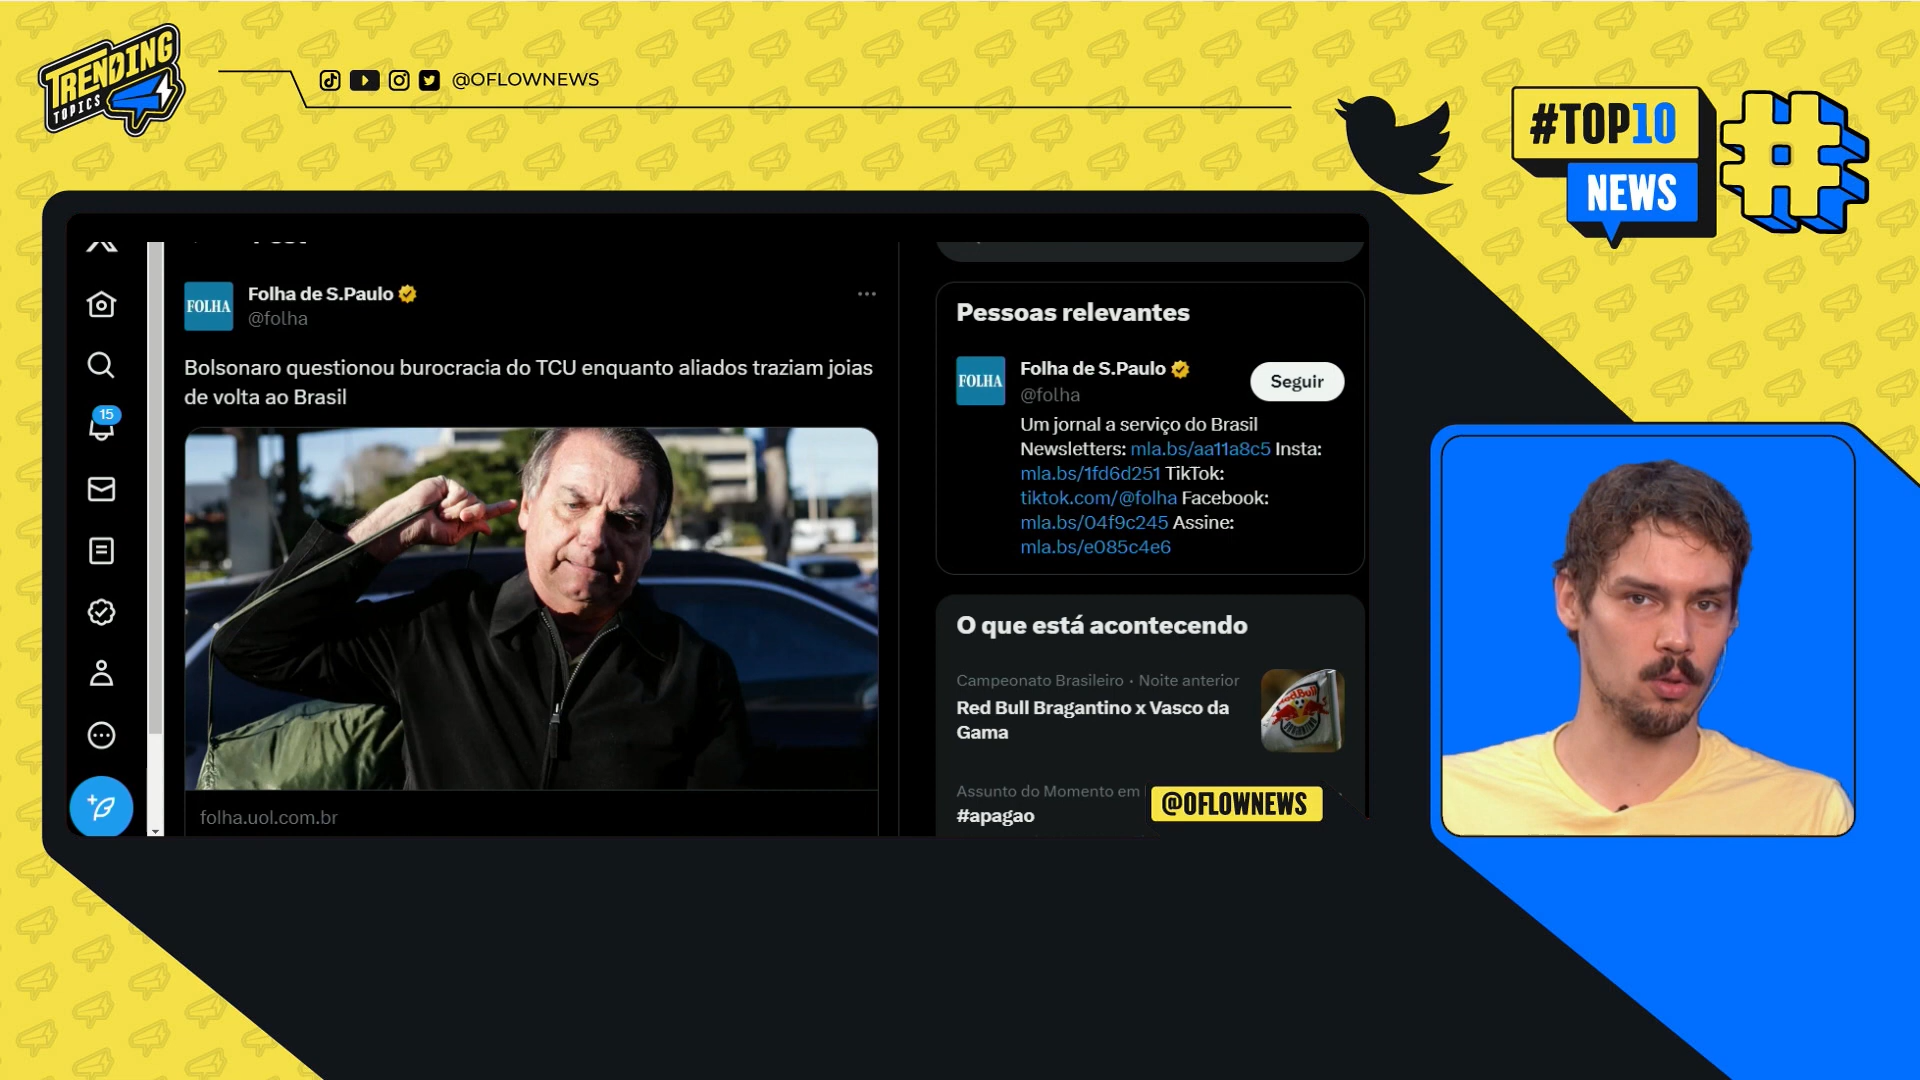 TRENDING
TOPICS
@OFLOWNEWS
#TOP10
NEWS
FOLHA
Folha de S.Paulo
@folha
Bolsonaro questionou burocracia do TCU enquanto aliados traziam joias
de volta ao Brasil
folha.uol.com.br
15
Pessoas relevantes
FOLHA
Folha de S.Paulo
@folha
Seguir
Um jornal a serviço do Brasil
Newsletters: mla.bs/aa11a8c5 Insta:
mla.bs/1fd6d251 TikTok:
tiktok.com/@folha Facebook:
mla.bs/04f9c245 Assine:
mla.bs/e085c4e6
O que está acontecendo
Campeonato Brasileiro · Noite anterior
Red Bull Bragantino x Vasco da
Gama
Red Bull
Assunto do Momento em
#apagao
@OFLOWNEWS